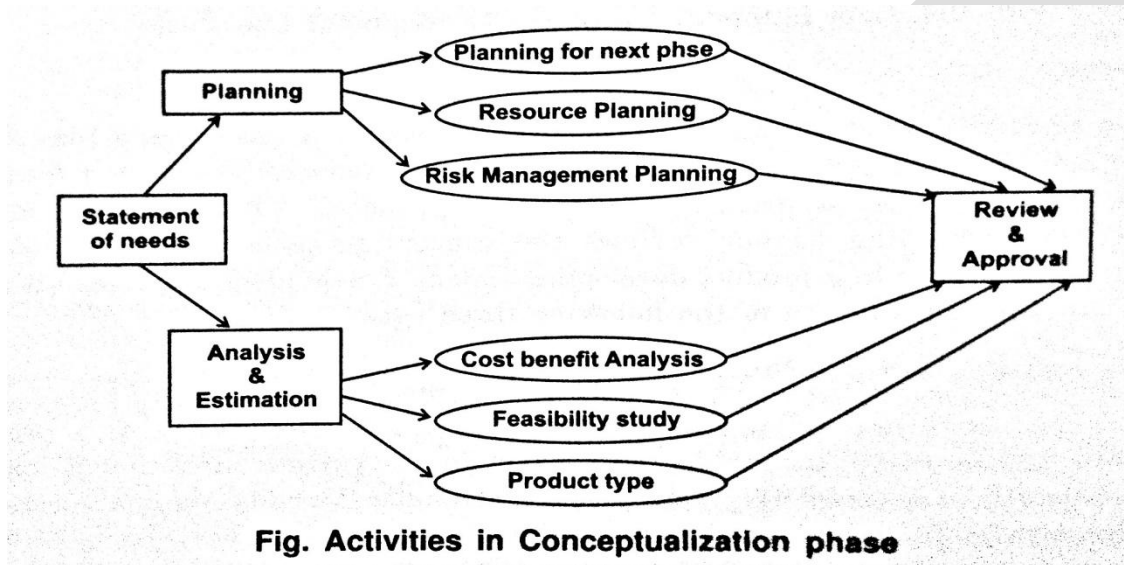 Planning for next phse
Planning
Resource Planning
Risk Management Planning
Statement
of needs
Review
&
Approval
Analysis
&
Estimation
Cost benefit Analysis
Feasibility study
Product type
Fig. Activities in Conceptualization phase